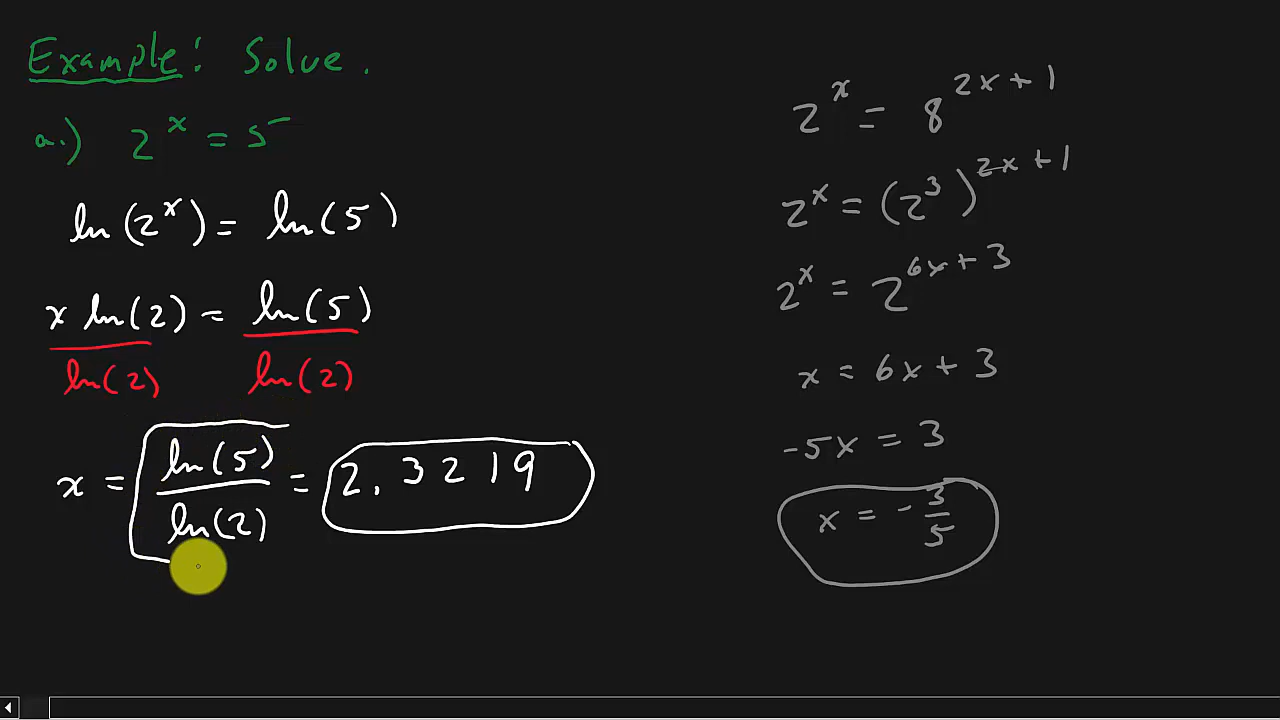 Example: Solve.
a.) 2^x = 5
ln(2^x) = ln(5)
x ln(2) = ln(5)
ln(2) ln(2)
x = ln(5)/ln(2) = 2.3219
2^x = 8^(2x+1)
2^x = (2^3)^(2x+1)
2^x = 2^(6x+3)
x = 6x + 3
-5x = 3
x = -3/5